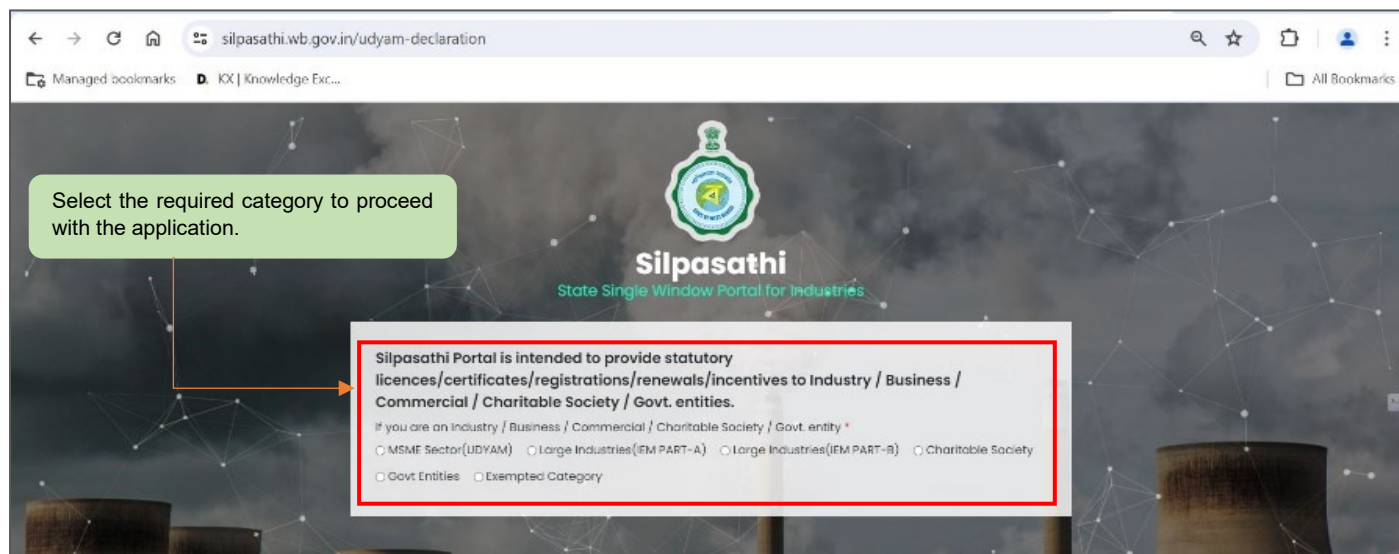 silpasathi.wb.gov.in/udyam-declaration
Managed bookmarks D. KX | Knowledge Exc... All Bookmarks
Select the required category to proceed
with the application.
Silpasathi
State Single Window Portal for Industries
Silpasathi Portal is intended to provide statutory
licences/certificates/registrations/renewals/incentives to Industry / Business /
Commercial / Charitable Society / Govt. entities.
If you are an Industry / Business / Commercial / Charitable Society / Govt. entity *
MSME Sector(UDYAM) Large Industries(IEM PART-A) Large Industries(IEM PART-B) Charitable Society
Govt Entities Exempted Category